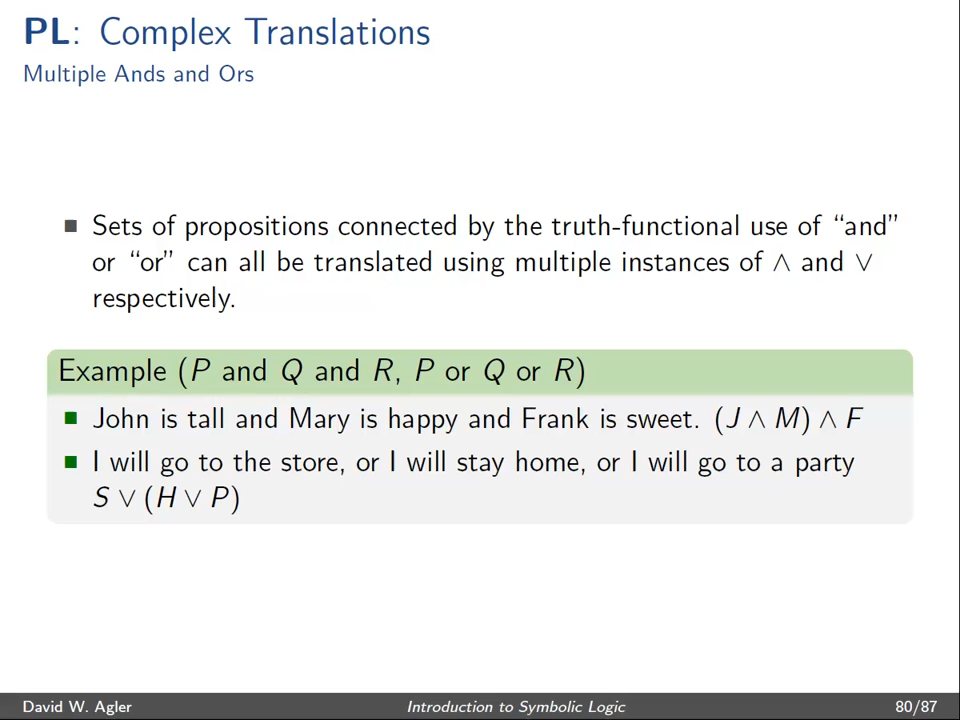 PL: Complex Translations
Multiple Ands and Ors
■ Sets of propositions connected by the truth-functional use of “and”
or “or” can all be translated using multiple instances of ∧ and ∨
respectively.
Example (P and Q and R, P or Q or R)
■ John is tall and Mary is happy and Frank is sweet. (J ∧ M) ∧ F
■ I will go to the store, or I will stay home, or I will go to a party
S ∨ (H ∨ P)
David W. Agler Introduction to Symbolic Logic 80/87